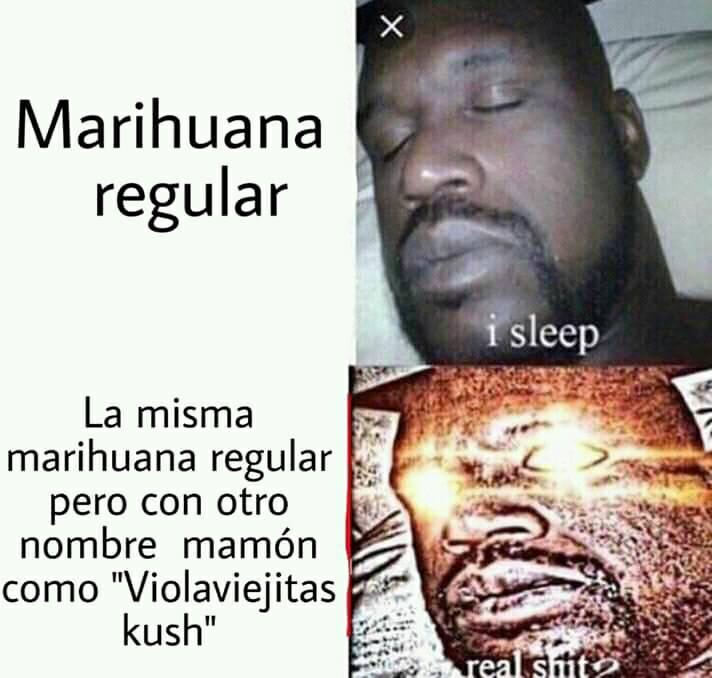 Marihuana
regular
i sleep
La misma
marihuana regular
pero con otro
nombre mamón
como "Violaviejitas
kush"
real shit?